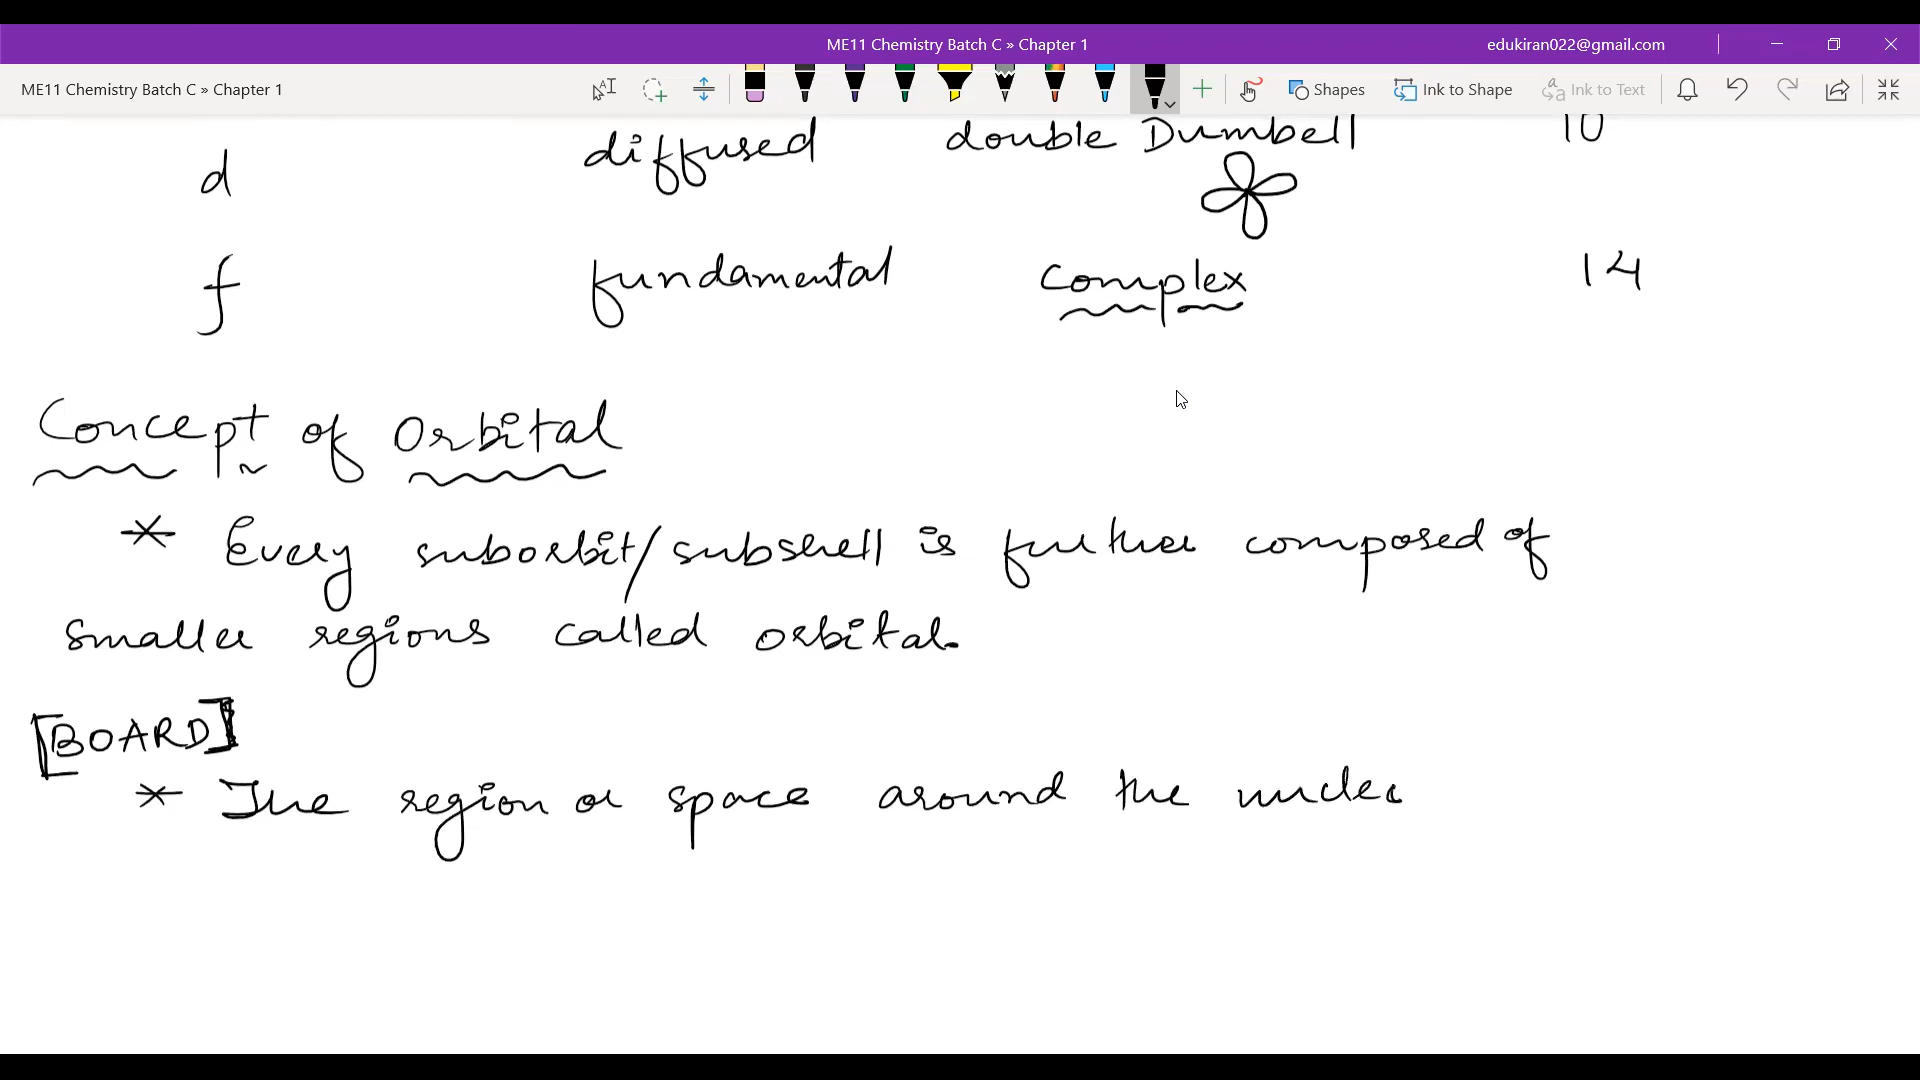 ME11 Chemistry Batch C » Chapter 1 edukiran022@gmail.com
ME11 Chemistry Batch C » Chapter 1 Shapes Ink to Shape Ink to Text
d diffused double Dumbell 10
f fundamental Complex 14
Concept of Orbital
* Every suborbit/subshell is further composed of
smaller regions called orbital.
[BOARD]
* The region or space around the nucle